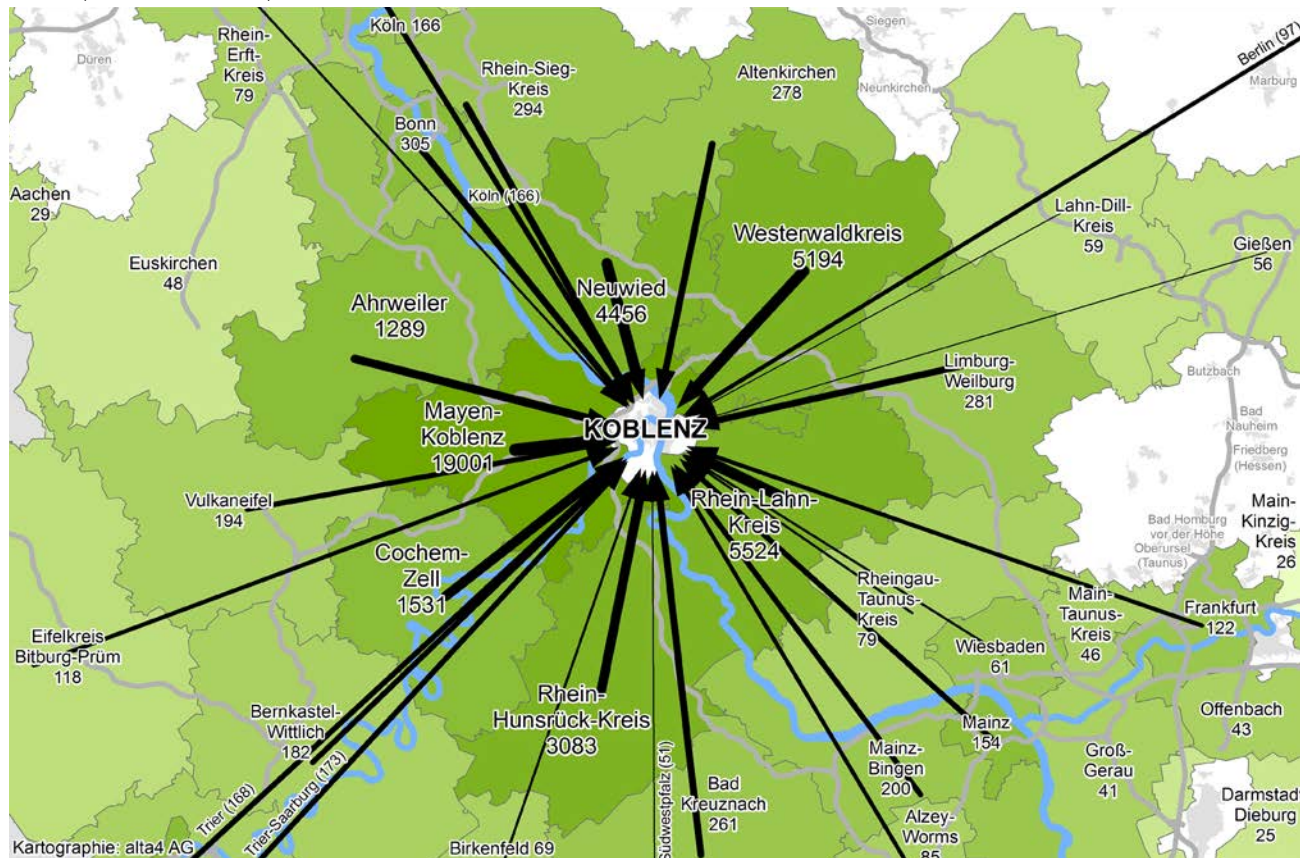 Köln 166
Siegen
Berlin (97)
Rhein-
Erft-
Kreis
79
Düren
Rhein-Sieg-
Kreis
294
Altenkirchen
278
Neunkirchen
Marburg
Bonn
305
Aachen
29
Köln (166)
Lahn-Dill-
Kreis
59
Gießen
56
Westerwaldkreis
5194
Euskirchen
48
Neuwied
4456
Ahrweiler
1289
Limburg-
Weilburg
281
Butzbach
Bad
Nauheim
Friedberg
(Hessen)
Mayen-
Koblenz
19001
KOBLENZ
Vulkaneifel
194
Rhein-Lahn-
Kreis
5524
Main-
Kinzig-
Kreis
26
Bad Homburg
vor der Höhe
Oberursel
(Taunus)
Cochem-
Zell
1531
Rheingau-
Taunus-
Kreis
79
Main-
Taunus-
Kreis
46
Frankfurt
122
Eifelkreis
Bitburg-Prüm
118
Wiesbaden
61
Rhein-
Hunsrück-Kreis
3083
Bernkastel-
Wittlich
182
Offenbach
43
Mainz
154
Mainz-
Bingen
200
Groß-
Gerau
41
Trier (168)
Trier-Saarburg (173)
Südwestpfalz (51)
Bad
Kreuznach
261
Darmstadt
Dieburg
25
Alzey-
Worms
85
Birkenfeld 69
Kartographie: alta4 AG